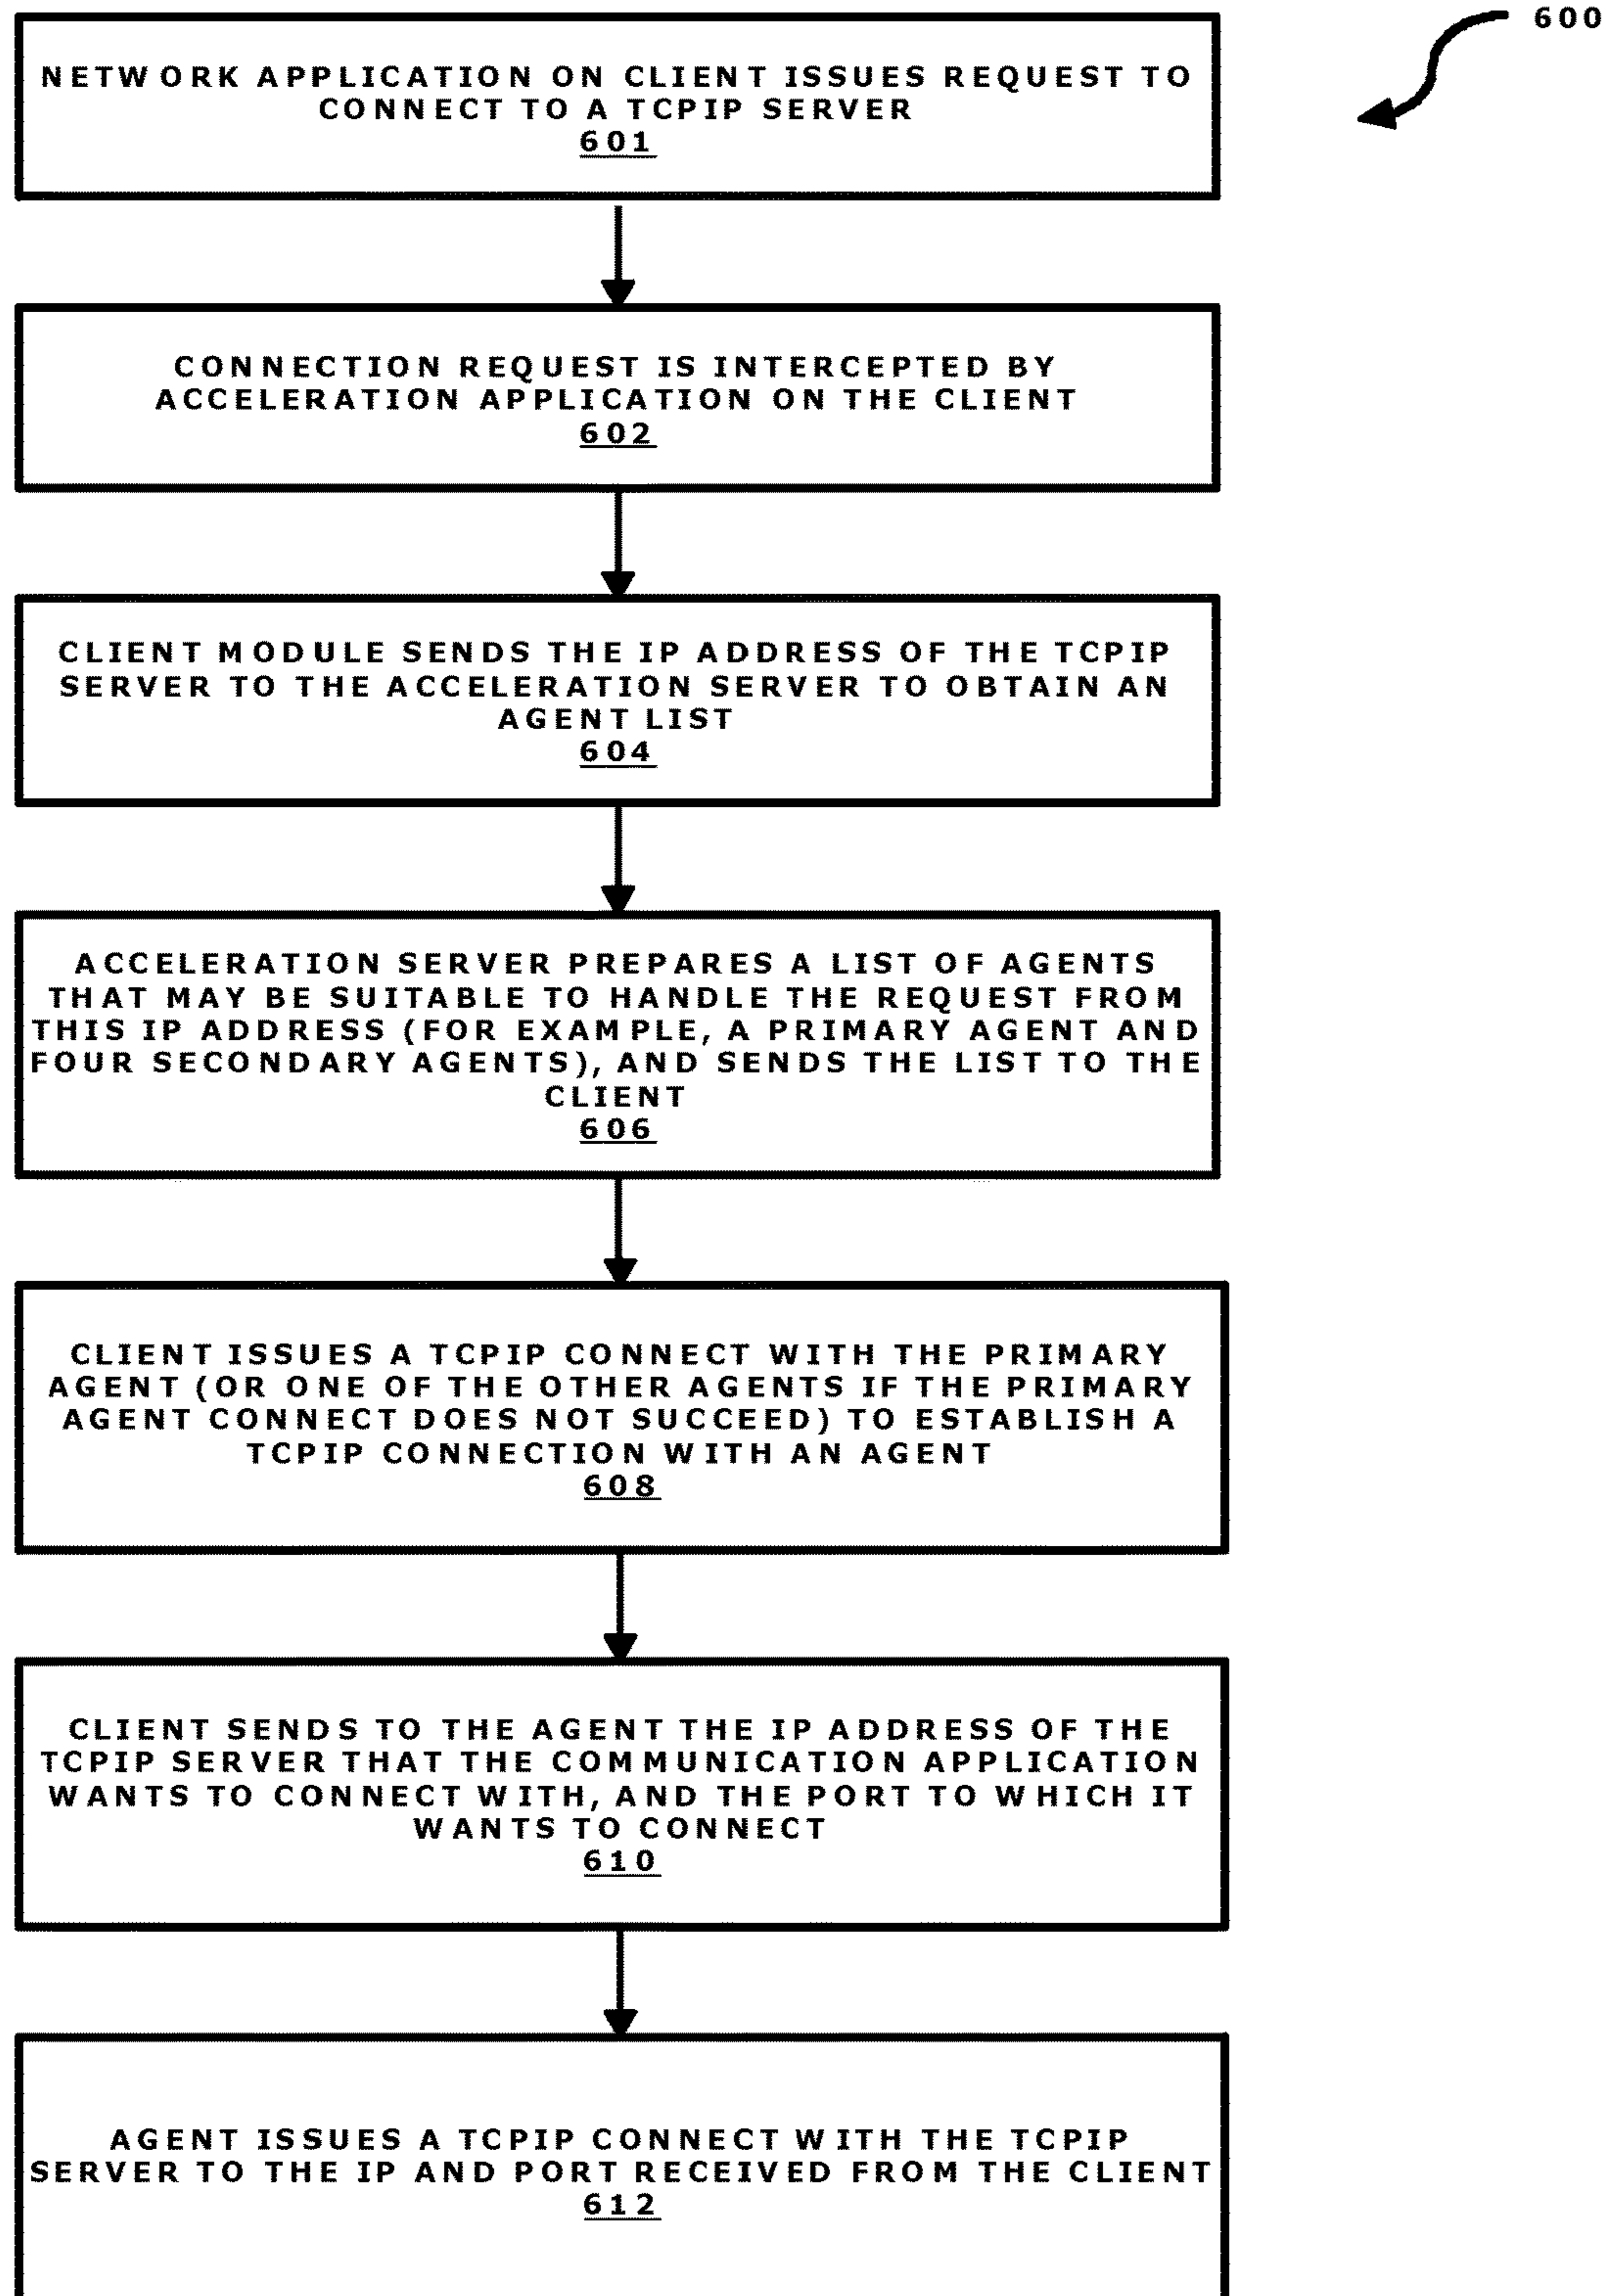 600
NETWORK APPLICATION ON CLIENT ISSUES REQUEST TO
CONNECT TO A TCPIP SERVER
601
CONNECTION REQUEST IS INTERCEPTED BY
ACCELERATION APPLICATION ON THE CLIENT
602
CLIENT MODULE SENDS THE IP ADDRESS OF THE TCPIP
SERVER TO THE ACCELERATION SERVER TO OBTAIN AN
AGENT LIST
604
ACCELERATION SERVER PREPARES A LIST OF AGENTS
THAT MAY BE SUITABLE TO HANDLE THE REQUEST FROM
THIS IP ADDRESS (FOR EXAMPLE, A PRIMARY AGENT AND
FOUR SECONDARY AGENTS), AND SENDS THE LIST TO THE
CLIENT
606
CLIENT ISSUES A TCPIP CONNECT WITH THE PRIMARY
AGENT (OR ONE OF THE OTHER AGENTS IF THE PRIMARY
AGENT CONNECT DOES NOT SUCCEED) TO ESTABLISH A
TCPIP CONNECTION WITH AN AGENT
608
CLIENT SENDS TO THE AGENT THE IP ADDRESS OF THE
TCPIP SERVER THAT THE COMMUNICATION APPLICATION
WANTS TO CONNECT WITH, AND THE PORT TO WHICH IT
WANTS TO CONNECT
610
AGENT ISSUES A TCPIP CONNECT WITH THE TCPIP
SERVER TO THE IP AND PORT RECEIVED FROM THE CLIENT
612